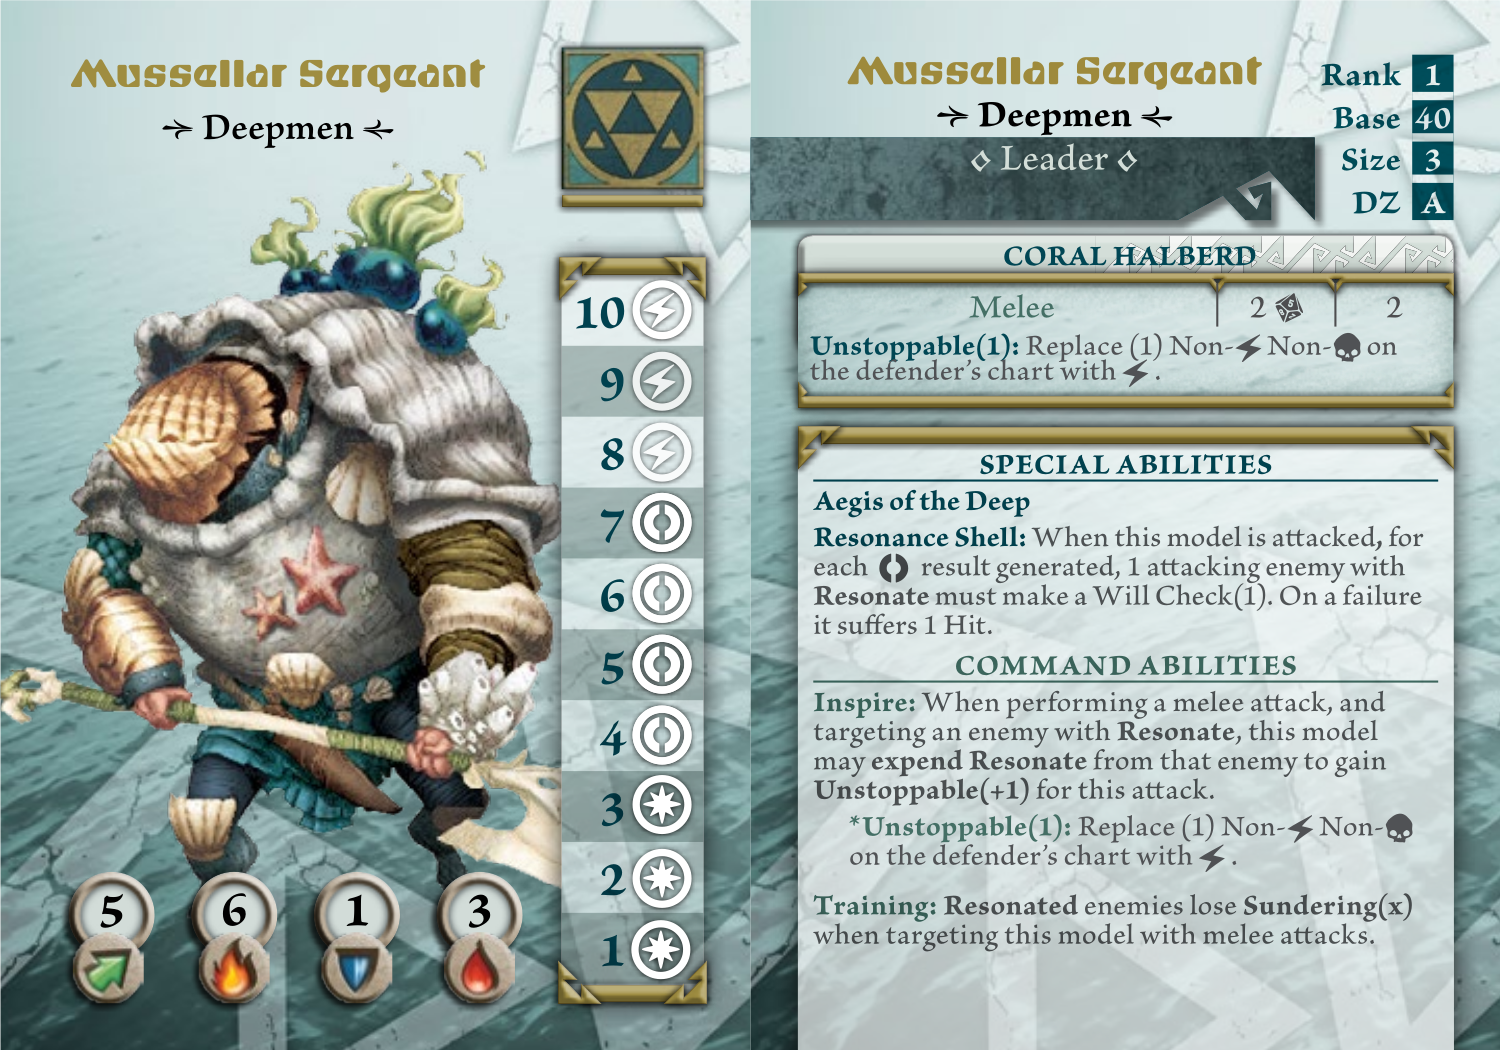 Mussellar Sergeant
Deepmen
10
9
8
7
6
5
4
3
2
1
5
6
1
3
Mussellar Sergeant
Deepmen
Leader
Rank 1
Base 40
Size 3
DZ A
CORAL HALBERD
Melee 2 2
Unstoppable(1): Replace (1) Non- Non- on
the defender's chart with .
SPECIAL ABILITIES
Aegis of the Deep
Resonance Shell: When this model is attacked, for
each result generated, 1 attacking enemy with
Resonate must make a Will Check(1). On a failure
it suffers 1 Hit.
COMMAND ABILITIES
Inspire: When performing a melee attack, and
targeting an enemy with Resonate, this model
may expend Resonate from that enemy to gain
Unstoppable(+1) for this attack.
*Unstoppable(1): Replace (1) Non- Non-
on the defender's chart with .
Training: Resonated enemies lose Sundering(x)
when targeting this model with melee attacks.